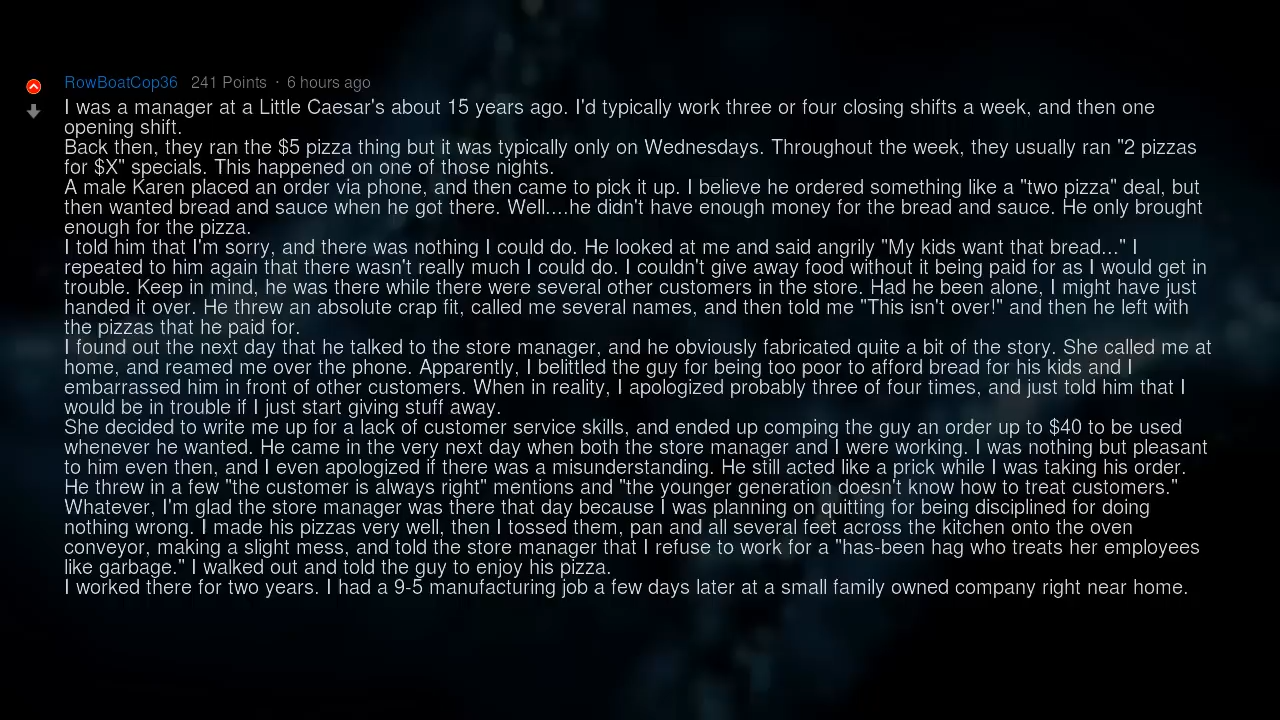 RowBoatCop36 241 Points · 6 hours ago
I was a manager at a Little Caesar's about 15 years ago. I'd typically work three or four closing shifts a week, and then one
opening shift.
Back then, they ran the $5 pizza thing but it was typically only on Wednesdays. Throughout the week, they usually ran "2 pizzas
for $X" specials. This happened on one of those nights.
A male Karen placed an order via phone, and then came to pick it up. I believe he ordered something like a "two pizza" deal, but
then wanted bread and sauce when he got there. Well....he didn't have enough money for the bread and sauce. He only brought
enough for the pizza.
I told him that I'm sorry, and there was nothing I could do. He looked at me and said angrily "My kids want that bread..." I
repeated to him again that there wasn't really much I could do. I couldn't give away food without it being paid for as I would get in
trouble. Keep in mind, he was there while there were several other customers in the store. Had he been alone, I might have just
handed it over. He threw an absolute crap fit, called me several names, and then told me "This isn't over!" and then he left with
the pizzas that he paid for.
I found out the next day that he talked to the store manager, and he obviously fabricated quite a bit of the story. She called me at
home, and reamed me over the phone. Apparently, I belittled the guy for being too poor to afford bread for his kids and I
embarrassed him in front of other customers. When in reality, I apologized probably three of four times, and just told him that I
would be in trouble if I just start giving stuff away.
She decided to write me up for a lack of customer service skills, and ended up comping the guy an order up to $40 to be used
whenever he wanted. He came in the very next day when both the store manager and I were working. I was nothing but pleasant
to him even then, and I even apologized if there was a misunderstanding. He still acted like a prick while I was taking his order.
He threw in a few "the customer is always right" mentions and "the younger generation doesn't know how to treat customers."
Whatever, I'm glad the store manager was there that day because I was planning on quitting for being disciplined for doing
nothing wrong. I made his pizzas very well, then I tossed them, pan and all several feet across the kitchen onto the oven
conveyor, making a slight mess, and told the store manager that I refuse to work for a "has-been hag who treats her employees
like garbage." I walked out and told the guy to enjoy his pizza.
I worked there for two years. I had a 9-5 manufacturing job a few days later at a small family owned company right near home.